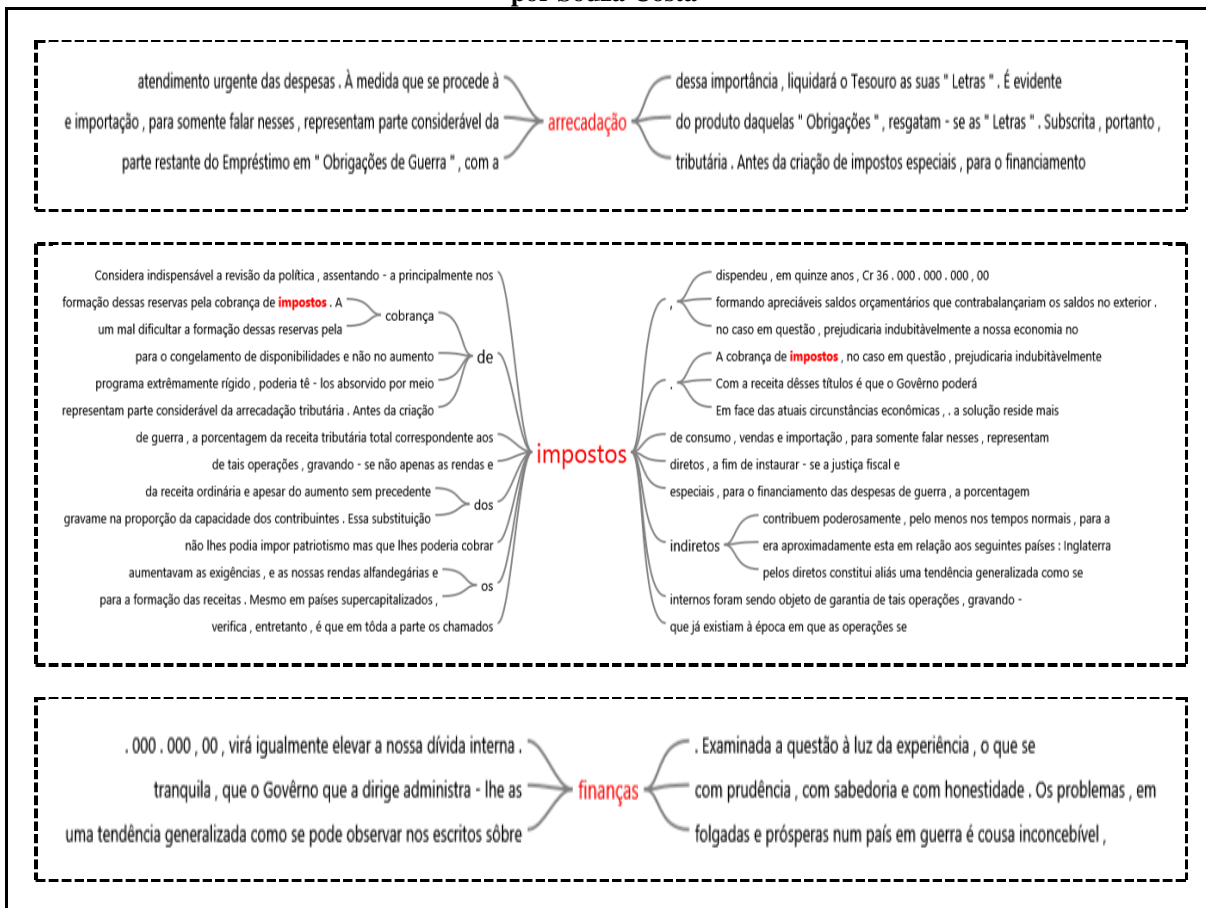 por Souza Costa
atendimento urgente das despesas . À medida que se procede à
e importação , para somente falar nesses , representam parte considerável da
parte restante do Empréstimo em " Obrigações de Guerra " , com a
arrecadação
dessa importância , liquidará o Tesouro as suas " Letras " . É evidente
do produto daquelas " Obrigações " , resgatam - se as " Letras " . Subscrita , portanto ,
tributária . Antes da criação de impostos especiais , para o financiamento
Considera indispensável a revisão da política , assentando - a principalmente nos
formação dessas reservas pela cobrança de impostos . A
um mal dificultar a formação dessas reservas pela
cobrança
para o congelamento de disponibilidades e não no aumento
programa extrêmamente rígido , poderia tê - los absorvido por meio
representam parte considerável da arrecadação tributária . Antes da criação
de
de guerra , a porcentagem da receita tributária total correspondente aos
de tais operações , gravando - se não apenas as rendas e
da receita ordinária e apesar do aumento sem precedente
gravame na proporção da capacidade dos contribuintes . Essa substituição
dos
não lhes podia impor patriotismo mas que lhes poderia cobrar
aumentavam as exigências , e as nossas rendas alfandegárias e
para a formação das receitas . Mesmo em países supercapitalizados ,
os
verifica , entretanto , é que em tôda a parte os chamados
impostos
,
dispendeu , em quinze anos , Cr 36 . 000 . 000 . 000 , 00
formando apreciáveis saldos orçamentários que contrabalançariam os saldos no exterior .
no caso em questão , prejudicaria indubitàvelmente a nossa economia no
.
A cobrança de impostos , no caso em questão , prejudicaria indubitàvelmente
Com a receita dêsses títulos é que o Govêrno poderá
Em face das atuais circunstâncias econômicas , . a solução reside mais
de consumo , vendas e importação , para somente falar nesses , representam
diretos , a fim de instaurar - se a justiça fiscal e
especiais , para o financiamento das despesas de guerra , a porcentagem
indiretos
contribuem poderosamente , pelo menos nos tempos normais , para a
era aproximadamente esta em relação aos seguintes países : Inglaterra
pelos diretos constitui aliás uma tendência generalizada como se
internos foram sendo objeto de garantia de tais operações , gravando -
que já existiam à época em que as operações se
. 000 . 000 , 00 , virá igualmente elevar a nossa dívida interna .
tranquila , que o Govêrno que a dirige administra - lhe as
uma tendência generalizada como se pode observar nos escritos sôbre
finanças
. Examinada a questão à luz da experiência , o que se
com prudência , com sabedoria e com honestidade . Os problemas , em
folgadas e prósperas num país em guerra é cousa inconcebível ,